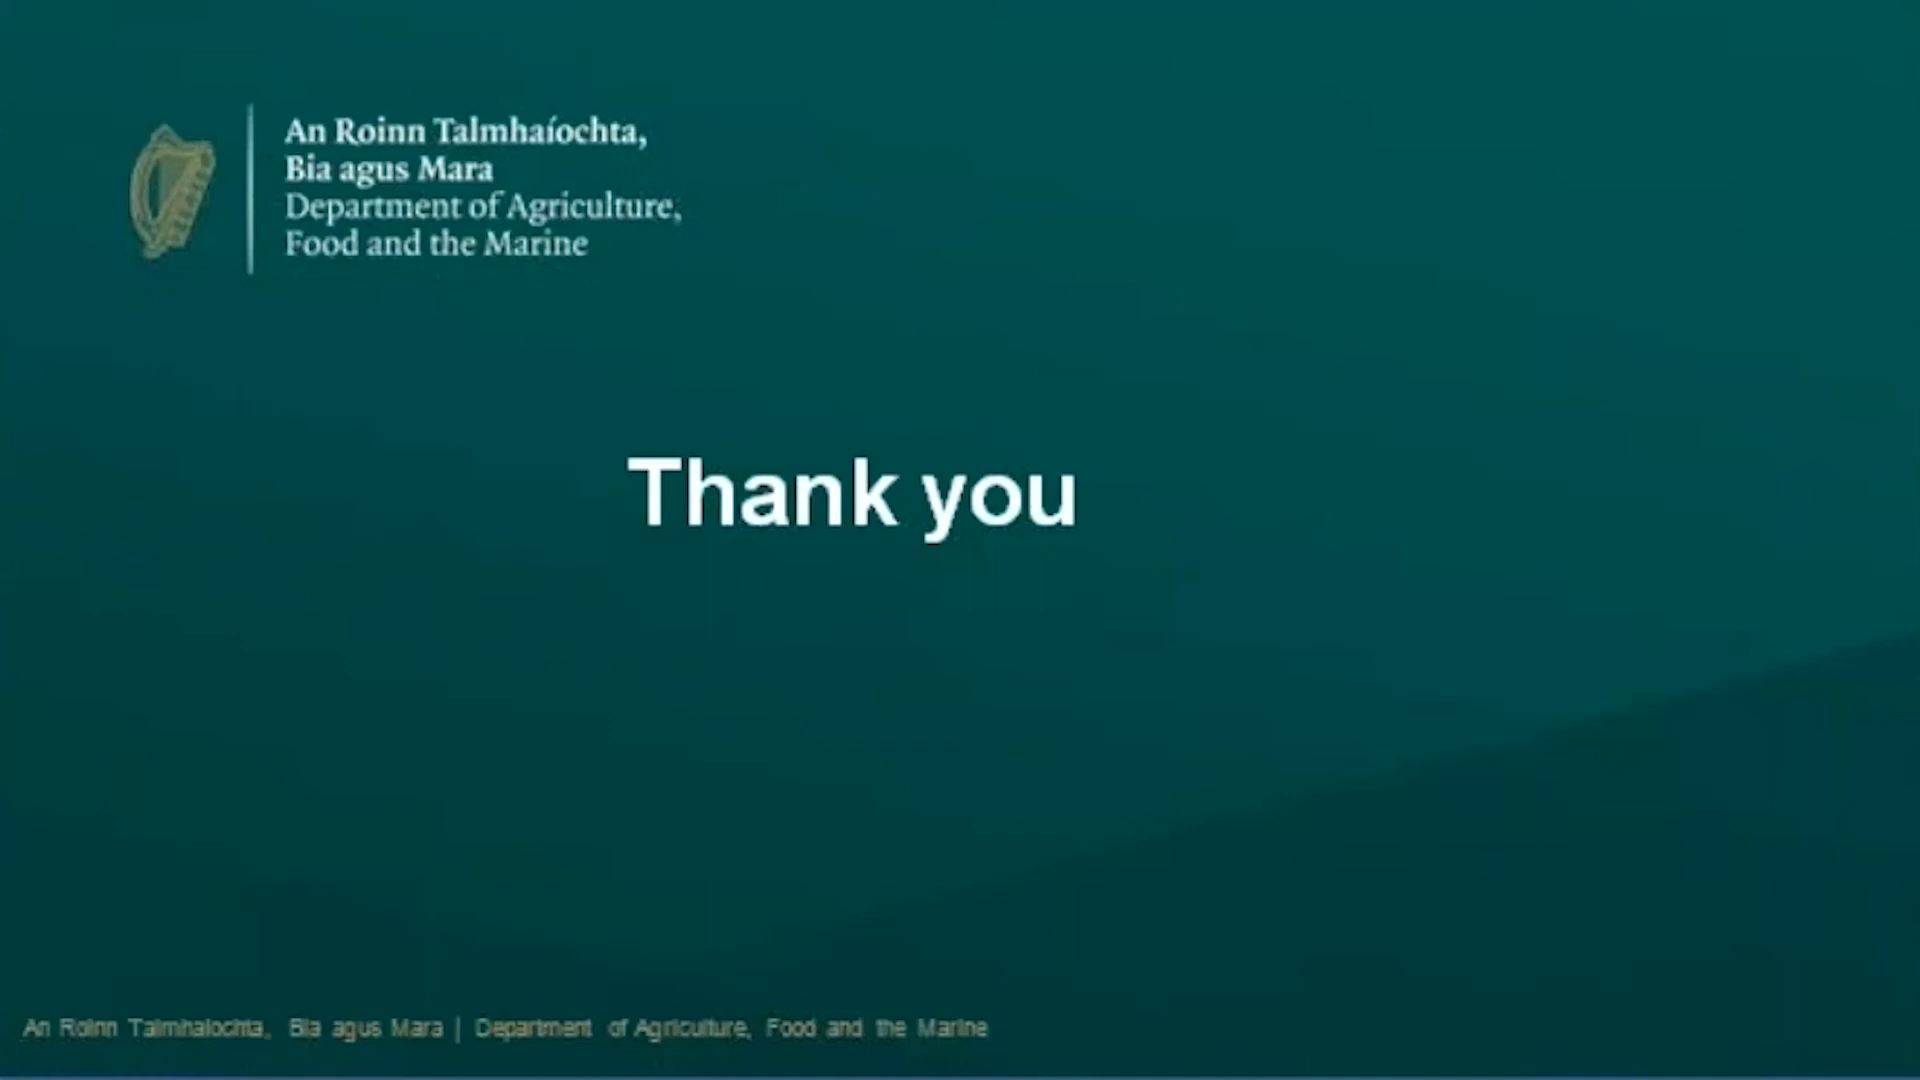 An Roinn Talmhaíochta,
Bia agus Mara
Department of Agriculture,
Food and the Marine
Thank you
An Roinn Talmhaíochta, Bia agus Mara | Department of Agriculture, Food and the Marine